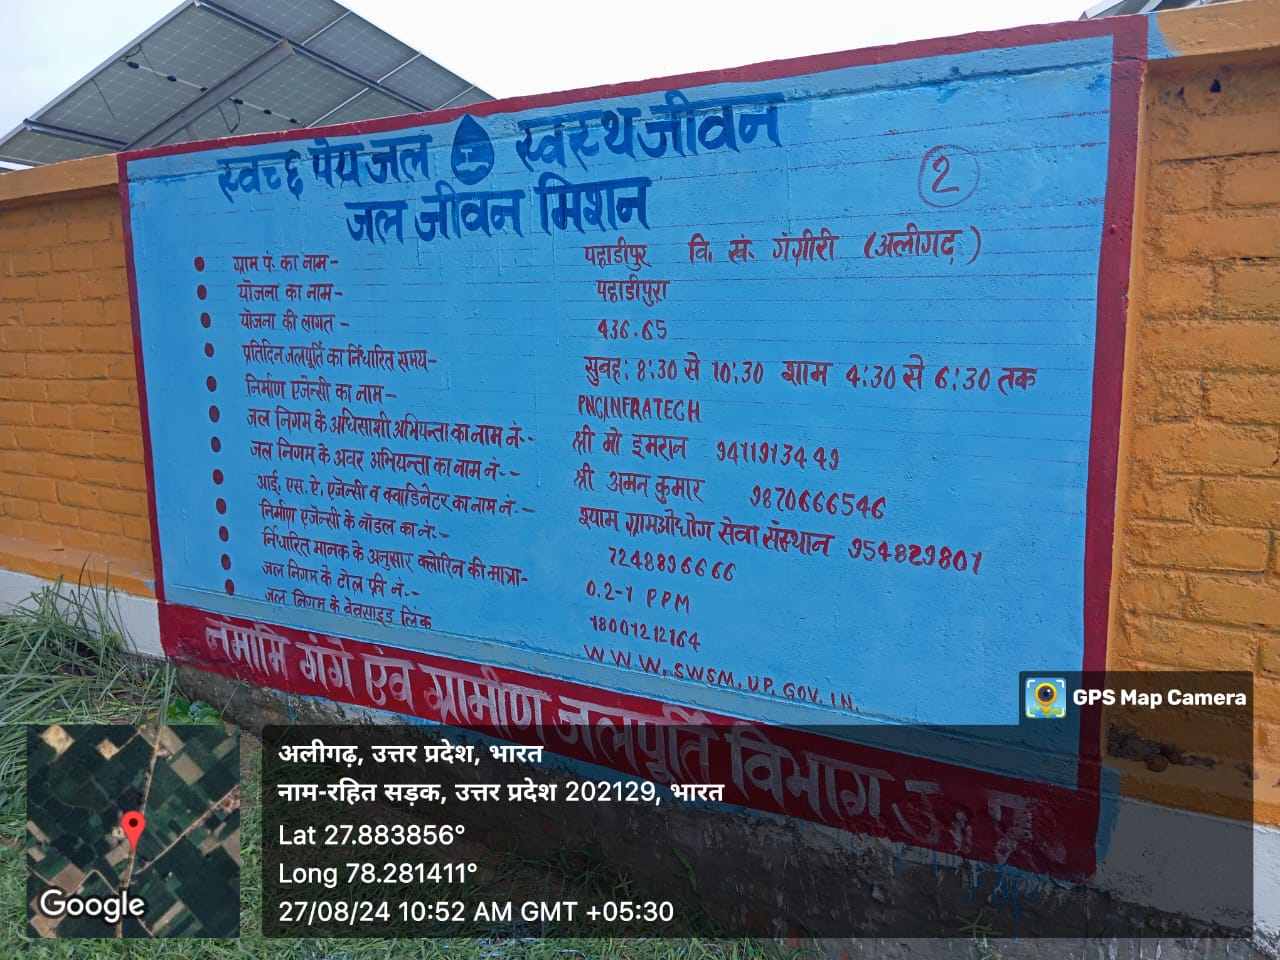 स्वच्छ पेयजल स्वस्थ जीवन
जल जीवन मिशन
2
ग्राम पं. का नाम- पहाडीपुर वि. खं. गंगीरी (अलीगढ़)
योजना का नाम- पहाडीपुरा
योजना की लागत- 436.65
प्रतिदिन जलपूर्ति का निर्धारित समय- सुबह: 8:30 से 10:30 शाम 4:30 से 6:30 तक
निर्माण एजेन्सी का नाम- PNCINFRATECH
जल निगम के अधिसाशी अभियन्ता का नाम नं.- श्री मो इमरान 9411913449
जल निगम के अवर अभियन्ता का नाम नं.- श्री अमन कुमार 9870666546
आई. एस. ए. एजेन्सी व क्वाडिनेटर का नाम नं.- श्याम ग्रामओधोग सेवा संस्थान 954829801
निर्माण एजेन्सी के नोडल का नं.- 7248896666
निर्धारित मानक के अनुसार क्लोरिन की मात्रा- 0.2-1 PPM
जल निगम के टोल फ्री नं.- 18001212164
जल निगम के बेवसाइड लिंक WWW.SWSM.UP.GOV.IN.
नमामि गंगे एंव ग्रामीण जलपूर्ति विभाग उ. प्र.
GPS Map Camera
अलीगढ़, उत्तर प्रदेश, भारत
नाम-रहित सड़क, उत्तर प्रदेश 202129, भारत
Lat 27.883856°
Long 78.281411°
27/08/24 10:52 AM GMT +05:30
Google